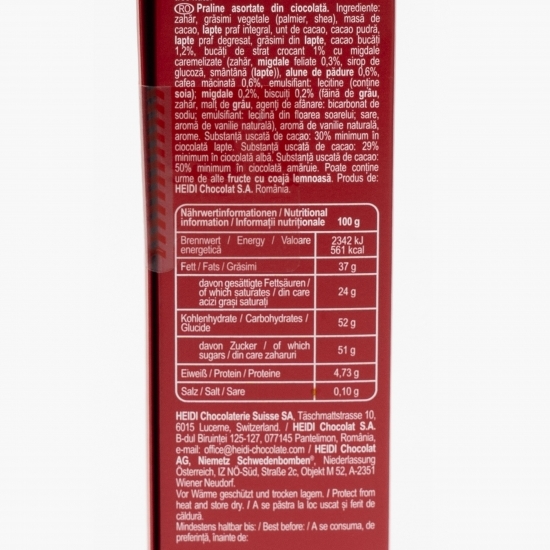 RO Praline asortate din ciocolată. Ingrediente:
zahăr, grăsimi vegetale (palmier, shea), masă de
cacao, lapte praf integral, unt de cacao, cacao pudră,
lapte praf degresat, grăsimi din lapte, cacao bucăți
1,2%, bucăți de strat crocant 1% cu migdale
caramelizate (zahăr, migdale feliate 0,3%, sirop de
glucoză, smântână (lapte)), alune de pădure 0,6%,
cafea măcinată 0,6%, emulsifiant: lecitine (conține
soia); migdale 0,2%, biscuiți 0,2% (făină de grâu,
zahăr, malț de grâu, agenți de afânare: bicarbonat de
sodiu; emulsifiant: lecitină din floarea soarelui; sare,
aromă de vanilie naturală), aromă de vanilie naturală,
arome. Substanță uscată de cacao: 30% minimum în
ciocolată lapte. Substanță uscată de cacao: 29%
minimum în ciocolată albă. Substanță uscată de cacao:
50% minimum în ciocolată amăruie. Poate conține
urme de alte fructe cu coajă lemnoasă. Produs de:
HEIDI Chocolat S.A. România.
Nährwertinformationen / Nutritional
information / Informații nutriționale 100 g
Brennwert / Energy / Valoare 2342 kJ
energetică 561 kcal
Fett / Fats / Grăsimi 37 g
davon gesättigte Fettsäuren /
of which saturates / din care 24 g
acizi grași saturați
Kohlenhydrate / Carbohydrates / 52 g
Glucide
davon Zucker / of which 51 g
sugars / din care zaharuri
Eiweiß / Protein / Proteine 4,73 g
Salz / Salt / Sare 0,10 g
HEIDI Chocolaterie Suisse SA, Täschmattstrasse 10,
6015 Lucerne, Switzerland. / HEIDI Chocolat S.A.
B-dul Biruinței 125-127, 077145 Pantelimon, România,
e-mail: office@heidi-chocolate.com. / HEIDI Chocolat
AG, Niemetz Schwedenbomben®, Niederlassung
Österreich, IZ NÖ-Süd, Straße 2c, Objekt M 52, A-2351
Wiener Neudorf.
Vor Wärme geschützt und trocken lagern. / Protect from
heat and store dry. / A se păstra la loc uscat și ferit de
căldură.
Mindestens haltbar bis: / Best before: / A se consuma, de
preferință, înainte de: